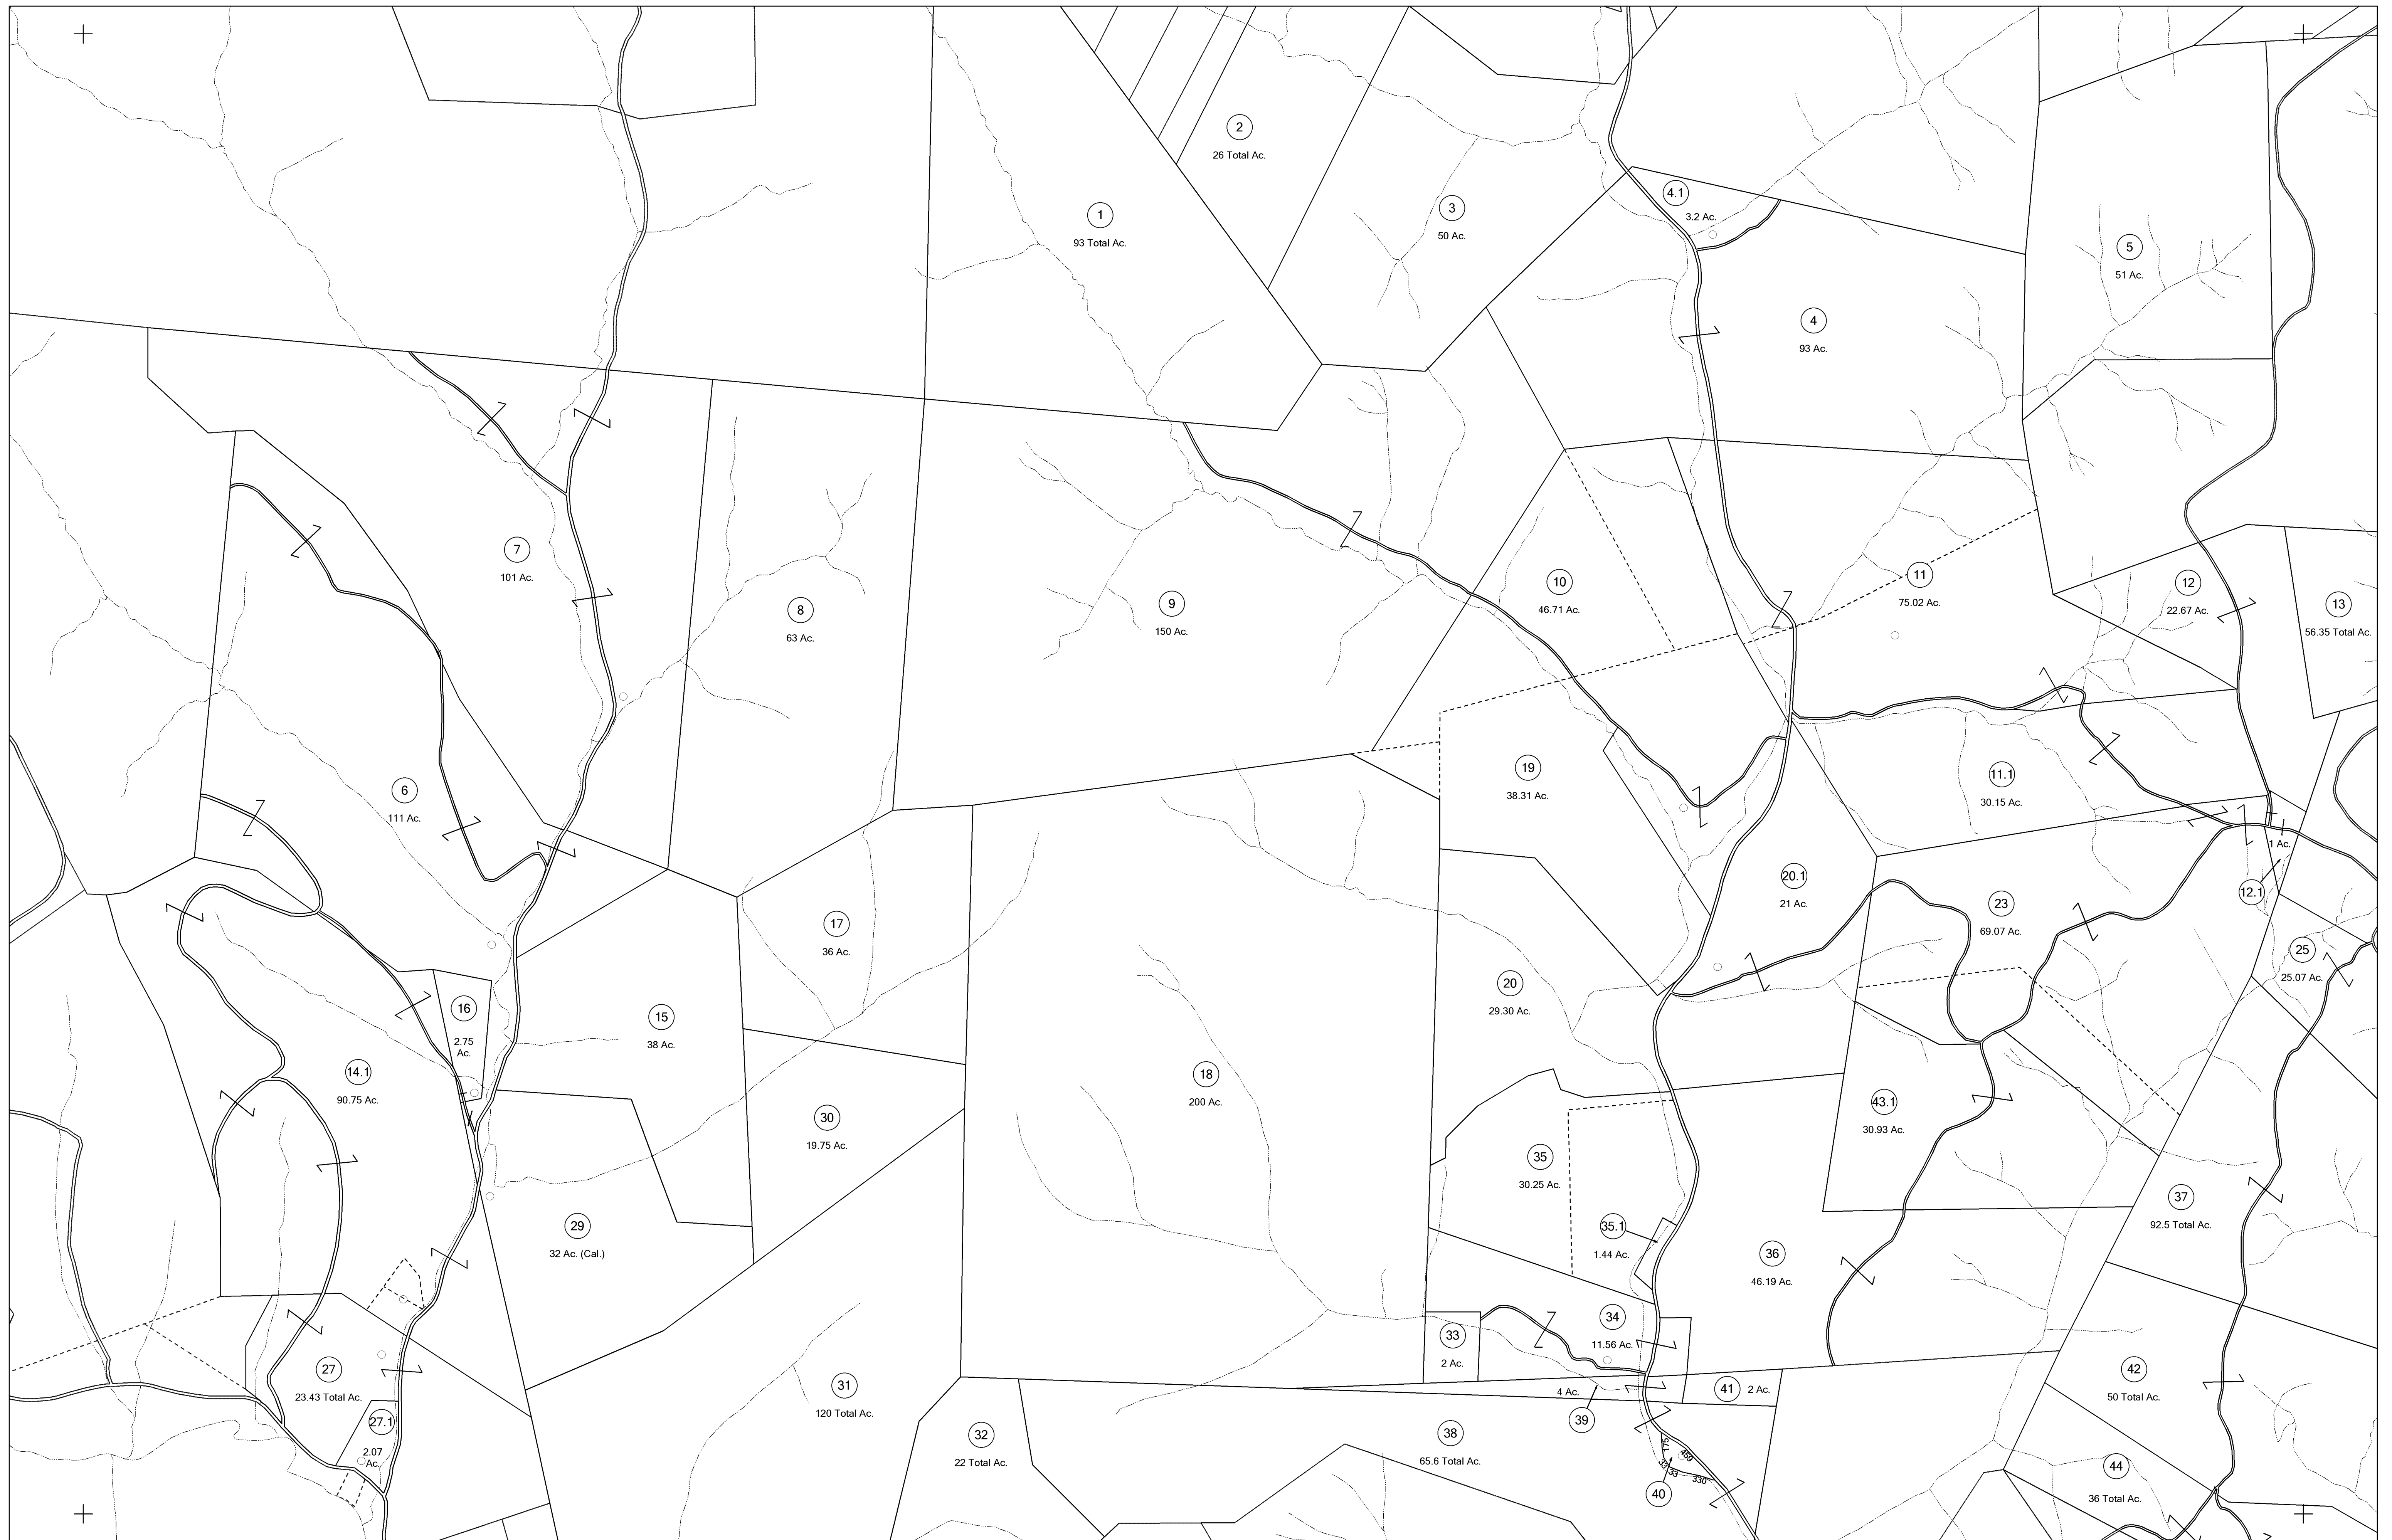 2
26 Total Ac.
4.1
3.2 Ac.
1
93 Total Ac.
3
50 Ac.
5
51 Ac.
4
93 Ac.
7
101 Ac.
8
63 Ac.
9
150 Ac.
10
46.71 Ac.
11
75.02 Ac.
12
22.67 Ac.
13
56.35 Total Ac.
6
111 Ac.
19
38.31 Ac.
11.1
30.15 Ac.
1 Ac.
12.1
20.1
21 Ac.
23
69.07 Ac.
17
36 Ac.
25
25.07 Ac.
16
2.75
Ac.
15
38 Ac.
20
29.30 Ac.
14.1
90.75 Ac.
18
200 Ac.
30
19.75 Ac.
43.1
30.93 Ac.
35
30.25 Ac.
37
92.5 Total Ac.
29
32 Ac. (Cal.)
35.1
1.44 Ac.
36
46.19 Ac.
34
11.56 Ac.
33
2 Ac.
27
23.43 Total Ac.
31
120 Total Ac.
4 Ac.
39
41 2 Ac.
42
50 Total Ac.
27.1
2.07
Ac.
32
22 Total Ac.
38
65.6 Total Ac.
175
459
33
33
330
40
44
36 Total Ac.